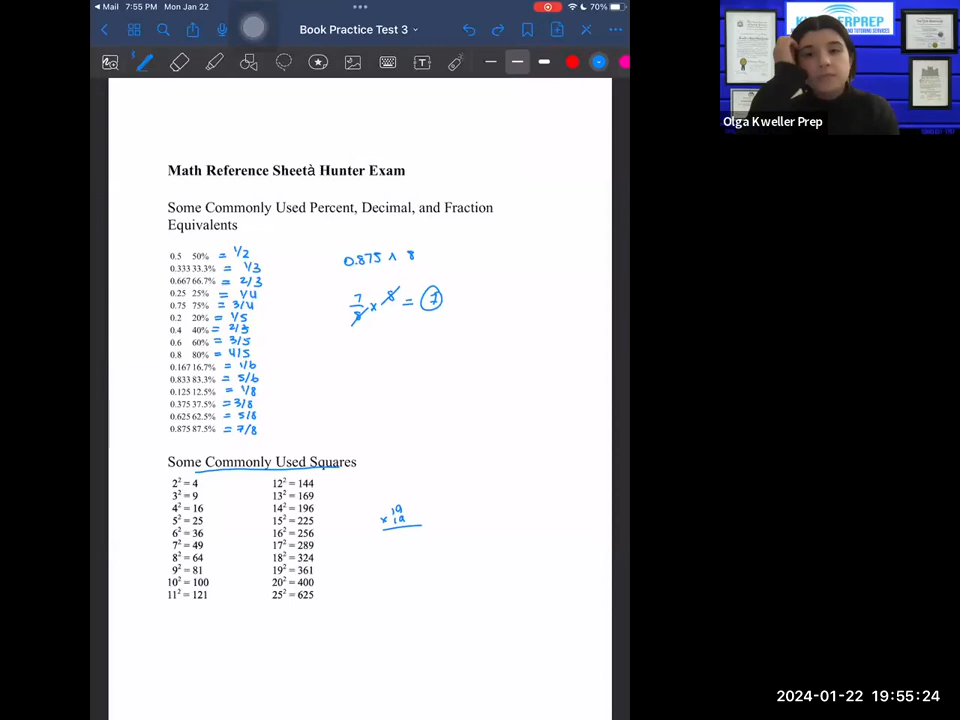 Mail 7:55 PM Mon Jan 22 70%
Book Practice Test 3
T
Math Reference Sheetà Hunter Exam
Some Commonly Used Percent, Decimal, and Fraction
Equivalents
0.5 50% = 1/2
0.333 33.3% = 1/3
0.667 66.7% = 2/3
0.25 25% = 1/4
0.75 75% = 3/4
0.2 20% = 1/5
0.4 40% = 2/5
0.6 60% = 3/5
0.8 80% = 4/5
0.167 16.7% = 1/6
0.833 83.3% = 5/6
0.125 12.5% = 1/8
0.375 37.5% = 3/8
0.625 62.5% = 5/8
0.875 87.5% = 7/8
0.875 × 8
7/8 × 8 = 7
Some Commonly Used Squares
2² = 4
3² = 9
4² = 16
5² = 25
6² = 36
7² = 49
8² = 64
9² = 81
10² = 100
11² = 121
12² = 144
13² = 169
14² = 196
15² = 225
16² = 256
17² = 289
18² = 324
19² = 361
20² = 400
25² = 625
19
× 19
Olga Kweller Prep
2024-01-22 19:55:24